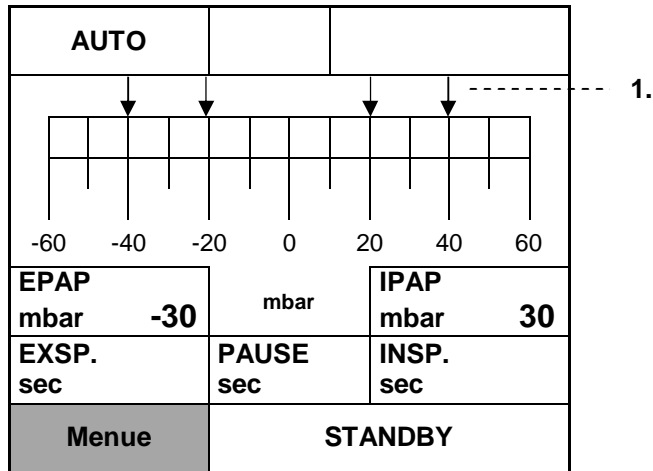 AUTO
1.
-60 -40 -20 0 20 40 60
EPAP
mbar -30
mbar
IPAP
mbar 30
EXSP.
sec
PAUSE
sec
INSP.
sec
Menue
STANDBY